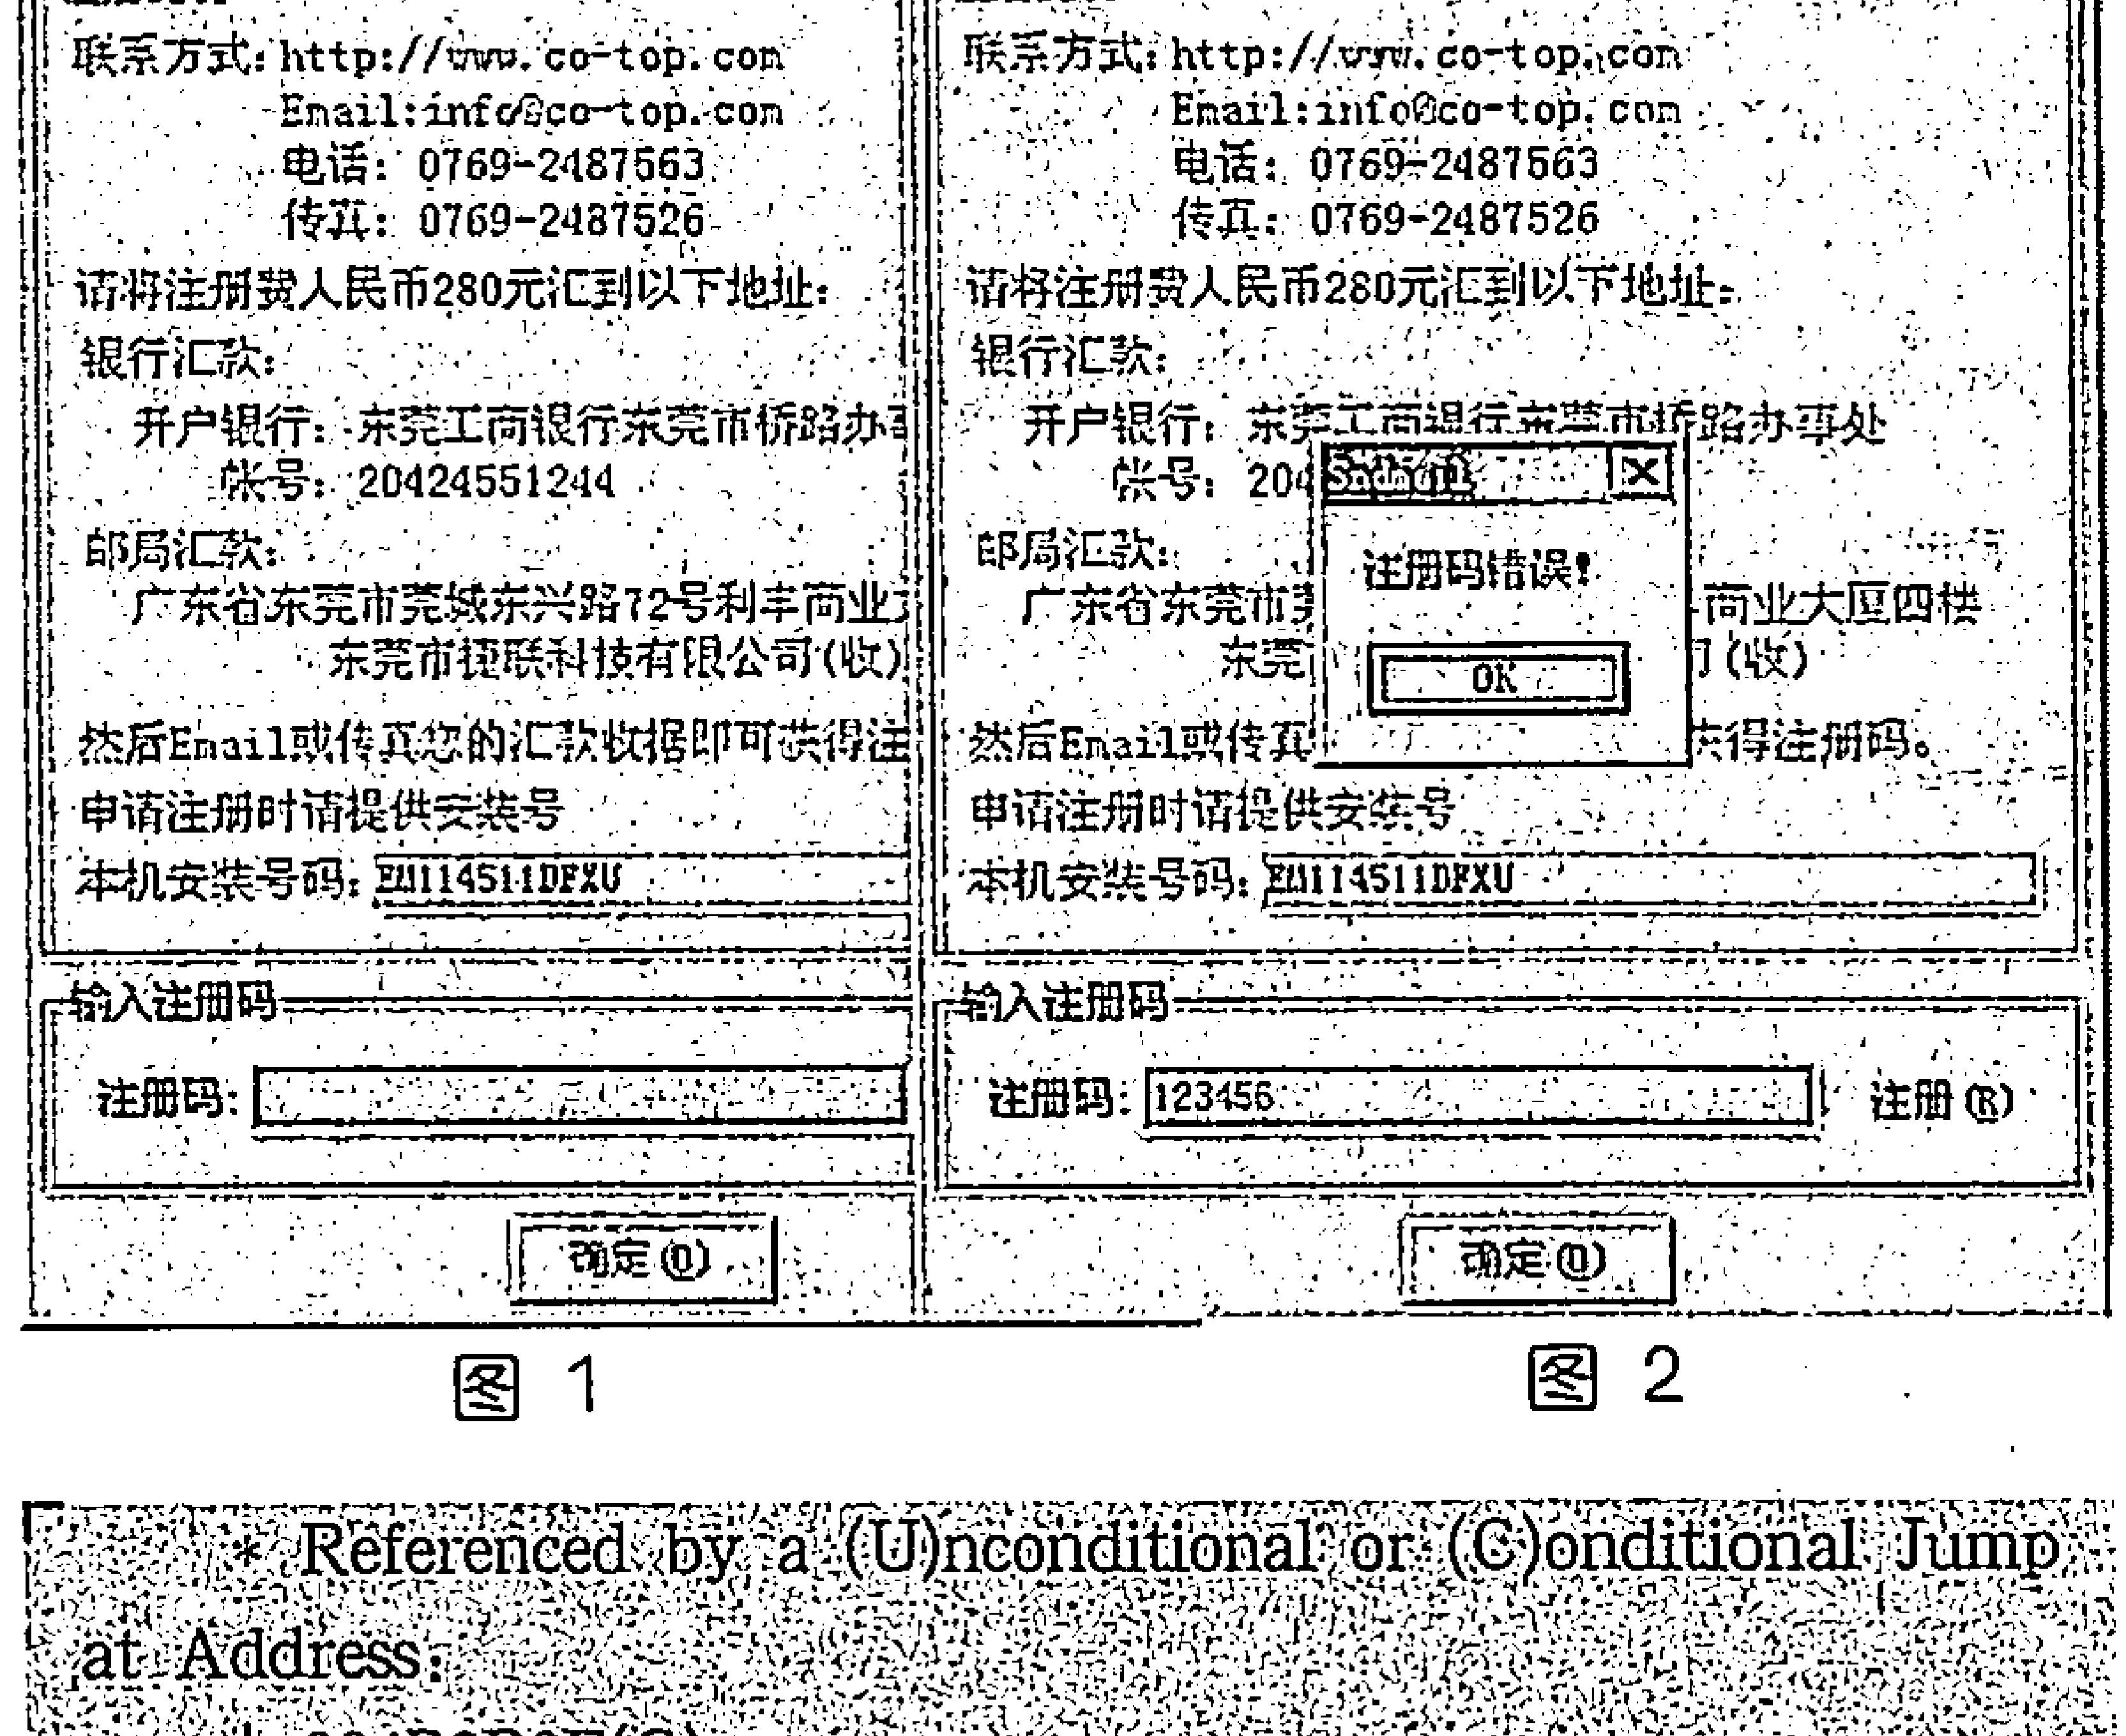 联系方式: http://www.co-top.com
Email:info@co-top.com
电话: 0769-2487563
传真: 0769-2487526
请将注册费人民币280元汇到以下地址:
银行汇款:
开户银行: 东莞工商银行东莞市桥路办
帐号: 20424551244
邮局汇款:
广东省东莞市莞城东兴路72号利丰商业
东莞市捷联科技有限公司(收)
然后Email或传真您的汇款收据即可获得注
申请注册时请提供安装号
本机安装号码:
输入注册码
注册码:
确定(O)
图 1
联系方式: http://www.co-top.com
Email:info@co-top.com
电话: 0769-2487563
传真: 0769-2487526
请将注册费人民币280元汇到以下地址:
银行汇款:
开户银行: 东莞工商银行东莞市桥路办事处
帐号: 204
邮局汇款:
广东省东莞市 商业大厦四栋
东莞 (收)
然后Email或传真 获得注册码。
申请注册时请提供安装号
本机安装号码:
注册码错误!
OK
输入注册码
注册码: 123456 注册(R)
确定(O)
图 2
* Referenced by a (U)nconditional or (C)onditional Jump
at Address: